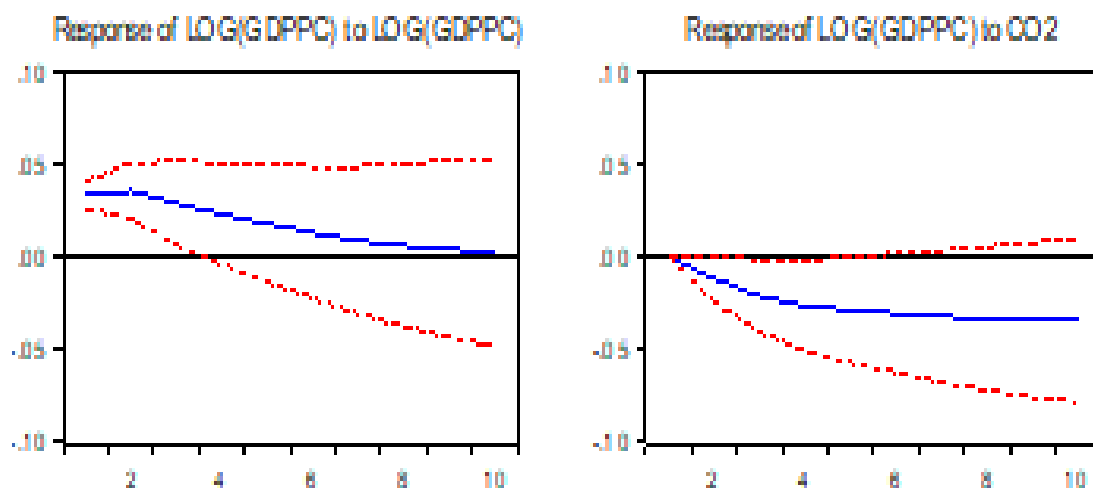 Response of LOG(GDPPC) to LOG(GDPPC)
Response of LOG(GDPPC) to CO2
.10
.05
.00
-.05
-.10
2 4 6 8 10
.10
.05
.00
-.05
-.10
2 4 6 8 10